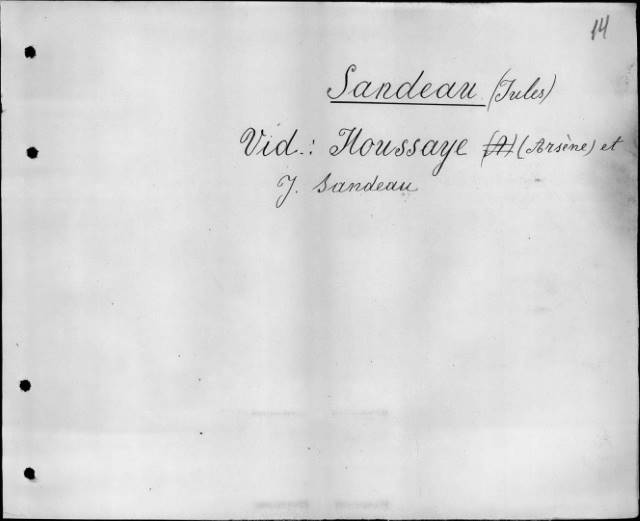 14
Sandeau (Jules)
Vid.: Houssaye (A) (Arsène) et
J. Sandeau